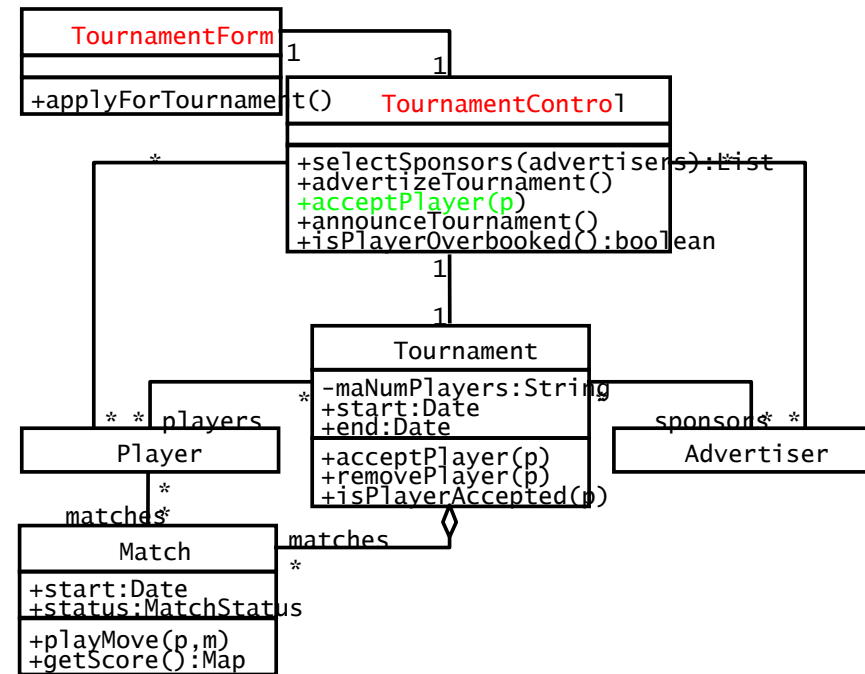 TournamentForm
1
+applyForTournament()
1
TournamentControl
*
*
+selectSponsors(advertisers):List
+advertizeTournament()
+acceptPlayer(p)
+announceTournament()
+isPlayerOverbooked():boolean
1
1
Tournament
-maNumPlayers:String
+start:Date
+end:Date
+acceptPlayer(p)
+removePlayer(p)
+isPlayerAccepted(p)
*
*
* * players
sponsors* *
Player
Advertiser
*
matches*
Match
+start:Date
+status:MatchStatus
+playMove(p,m)
+getScore():Map
matches
*